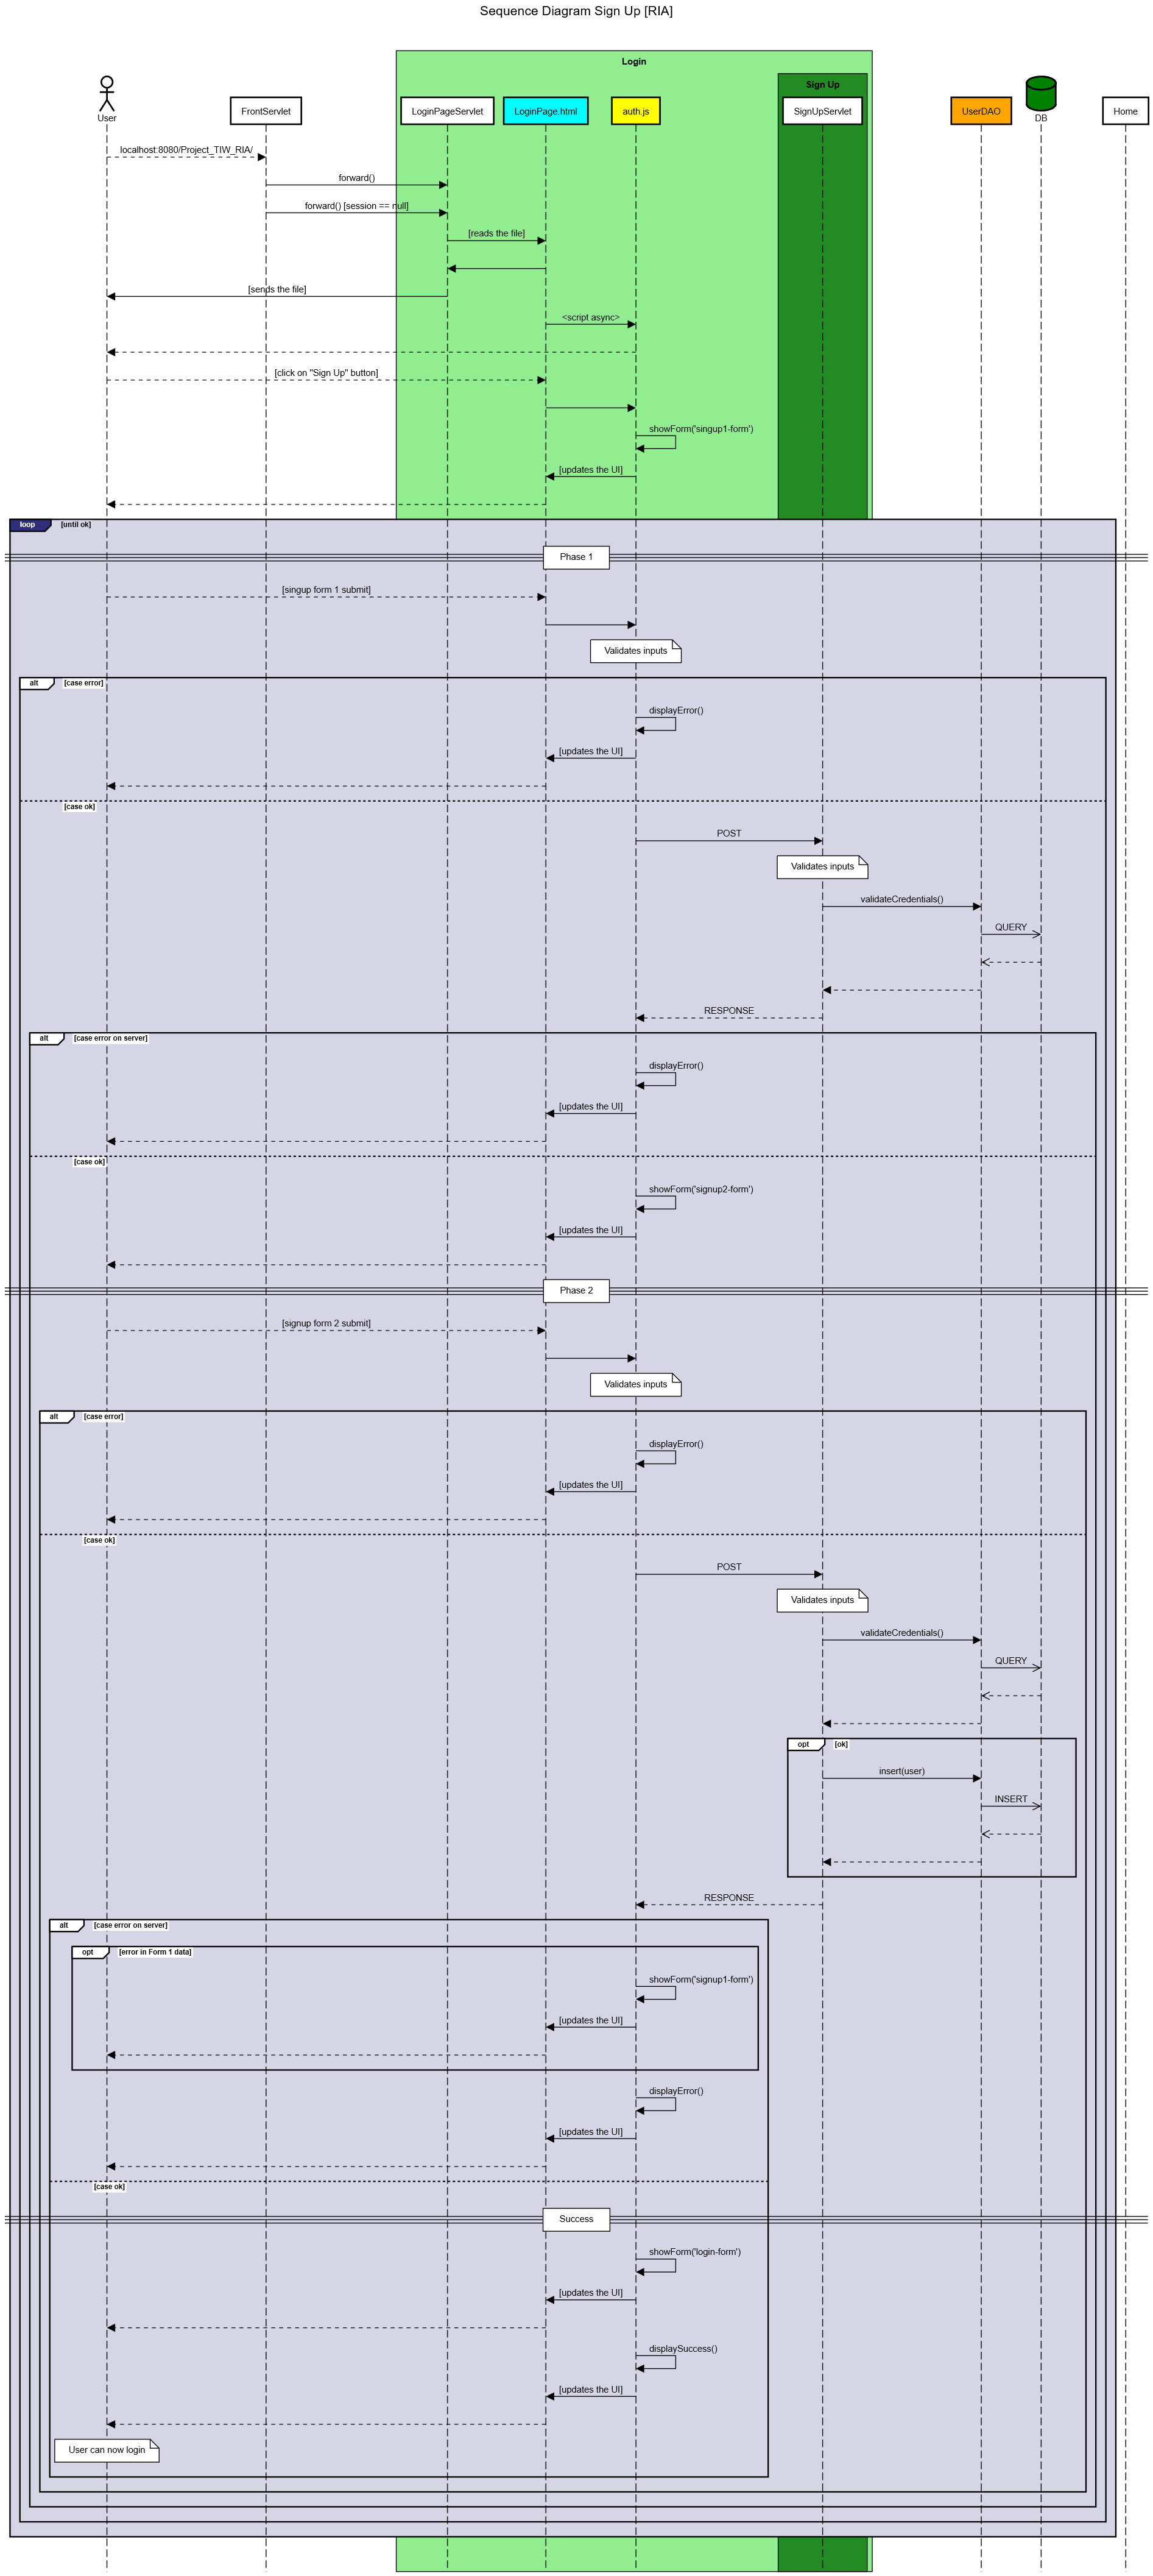 Sequence Diagram Sign Up [RIA]
Login
Sign Up
User
FrontServlet
LoginPageServlet
LoginPage.html
auth.js
SignUpServlet
UserDAO
DB
Home
localhost:8080/Project_TIW_RIA/
forward()
forward() [session == null]
[reads the file]
[sends the file]
<script async>
[click on "Sign Up" button]
showForm('singup1-form')
[updates the UI]
loop
[until ok]
Phase 1
[singup form 1 submit]
Validates inputs
alt
[case error]
displayError()
[updates the UI]
[case ok]
POST
Validates inputs
validateCredentials()
QUERY
RESPONSE
alt
[case error on server]
displayError()
[updates the UI]
[case ok]
showForm('signup2-form')
[updates the UI]
Phase 2
[signup form 2 submit]
Validates inputs
alt
[case error]
displayError()
[updates the UI]
[case ok]
POST
Validates inputs
validateCredentials()
QUERY
opt
[ok]
insert(user)
INSERT
RESPONSE
alt
[case error on server]
opt
[error in Form 1 data]
showForm('signup1-form')
[updates the UI]
displayError()
[updates the UI]
[case ok]
Success
showForm('login-form')
[updates the UI]
displaySuccess()
[updates the UI]
User can now login